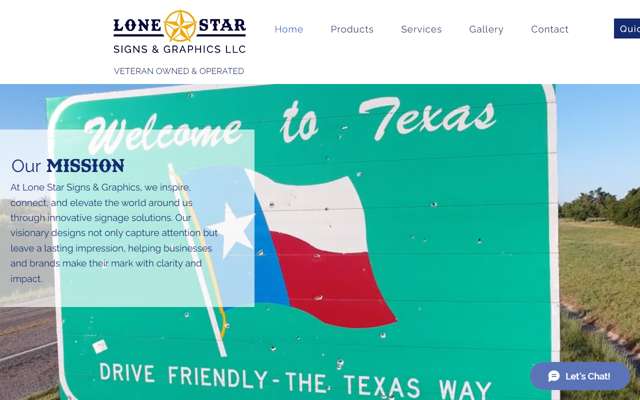 LONE STAR
SIGNS & GRAPHICS LLC
VETERAN OWNED & OPERATED
Home
Products
Services
Gallery
Contact
Quic
Welcome to Texas
Our MISSION
At Lone Star Signs & Graphics, we inspire,
connect, and elevate the world around us
through innovative signage solutions. Our
visionary designs not only capture attention but
leave a lasting impression, helping businesses
and brands make their mark with clarity and
impact.
DRIVE FRIENDLY-THE TEXAS WAY
Let's Chat!